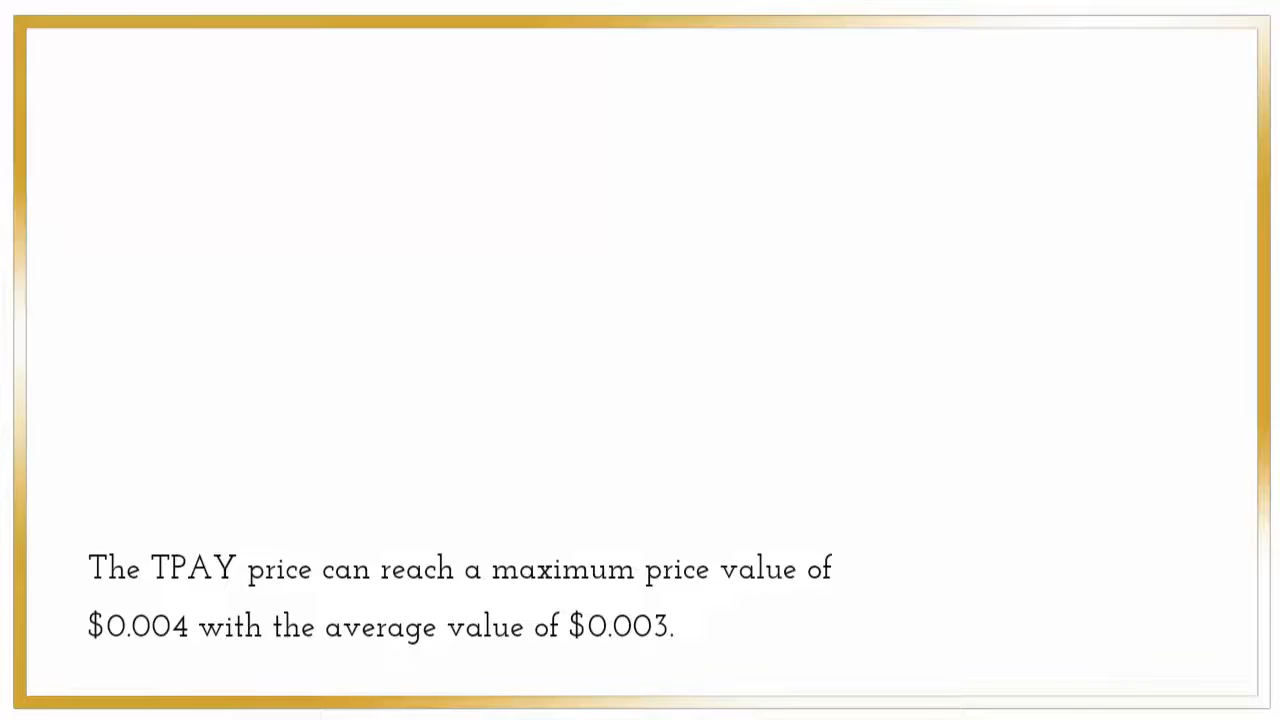 The TPAY price can reach a maximum price value of
$0.004 with the average value of $0.003.